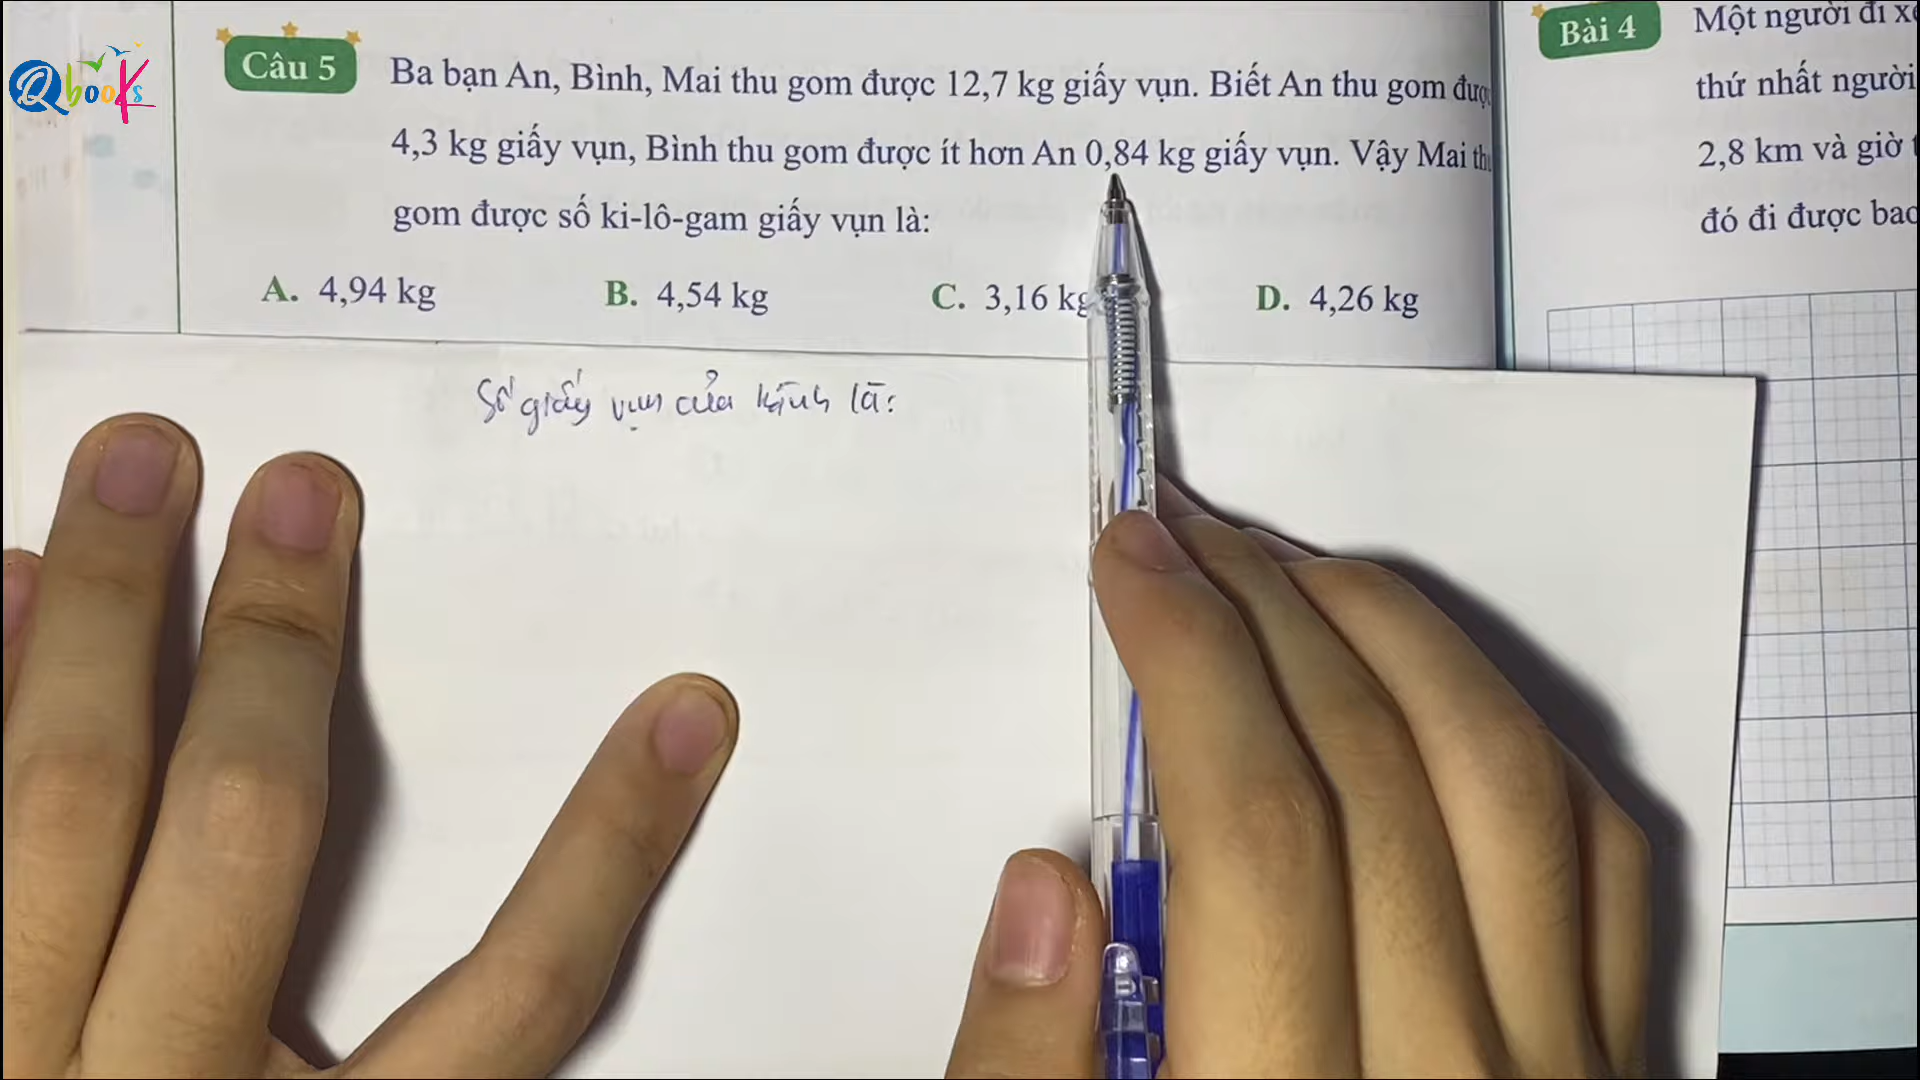 Qbooks
Câu 5 Ba bạn An, Bình, Mai thu gom được 12,7 kg giấy vụn. Biết An thu gom được
4,3 kg giấy vụn, Bình thu gom được ít hơn An 0,84 kg giấy vụn. Vậy Mai thu
gom được số ki-lô-gam giấy vụn là:
A. 4,94 kg B. 4,54 kg C. 3,16 kg D. 4,26 kg
Số giấy vụn của bình là:
Bài 4 Một người đi
thứ nhất người
2,8 km và giờ
đó đi được